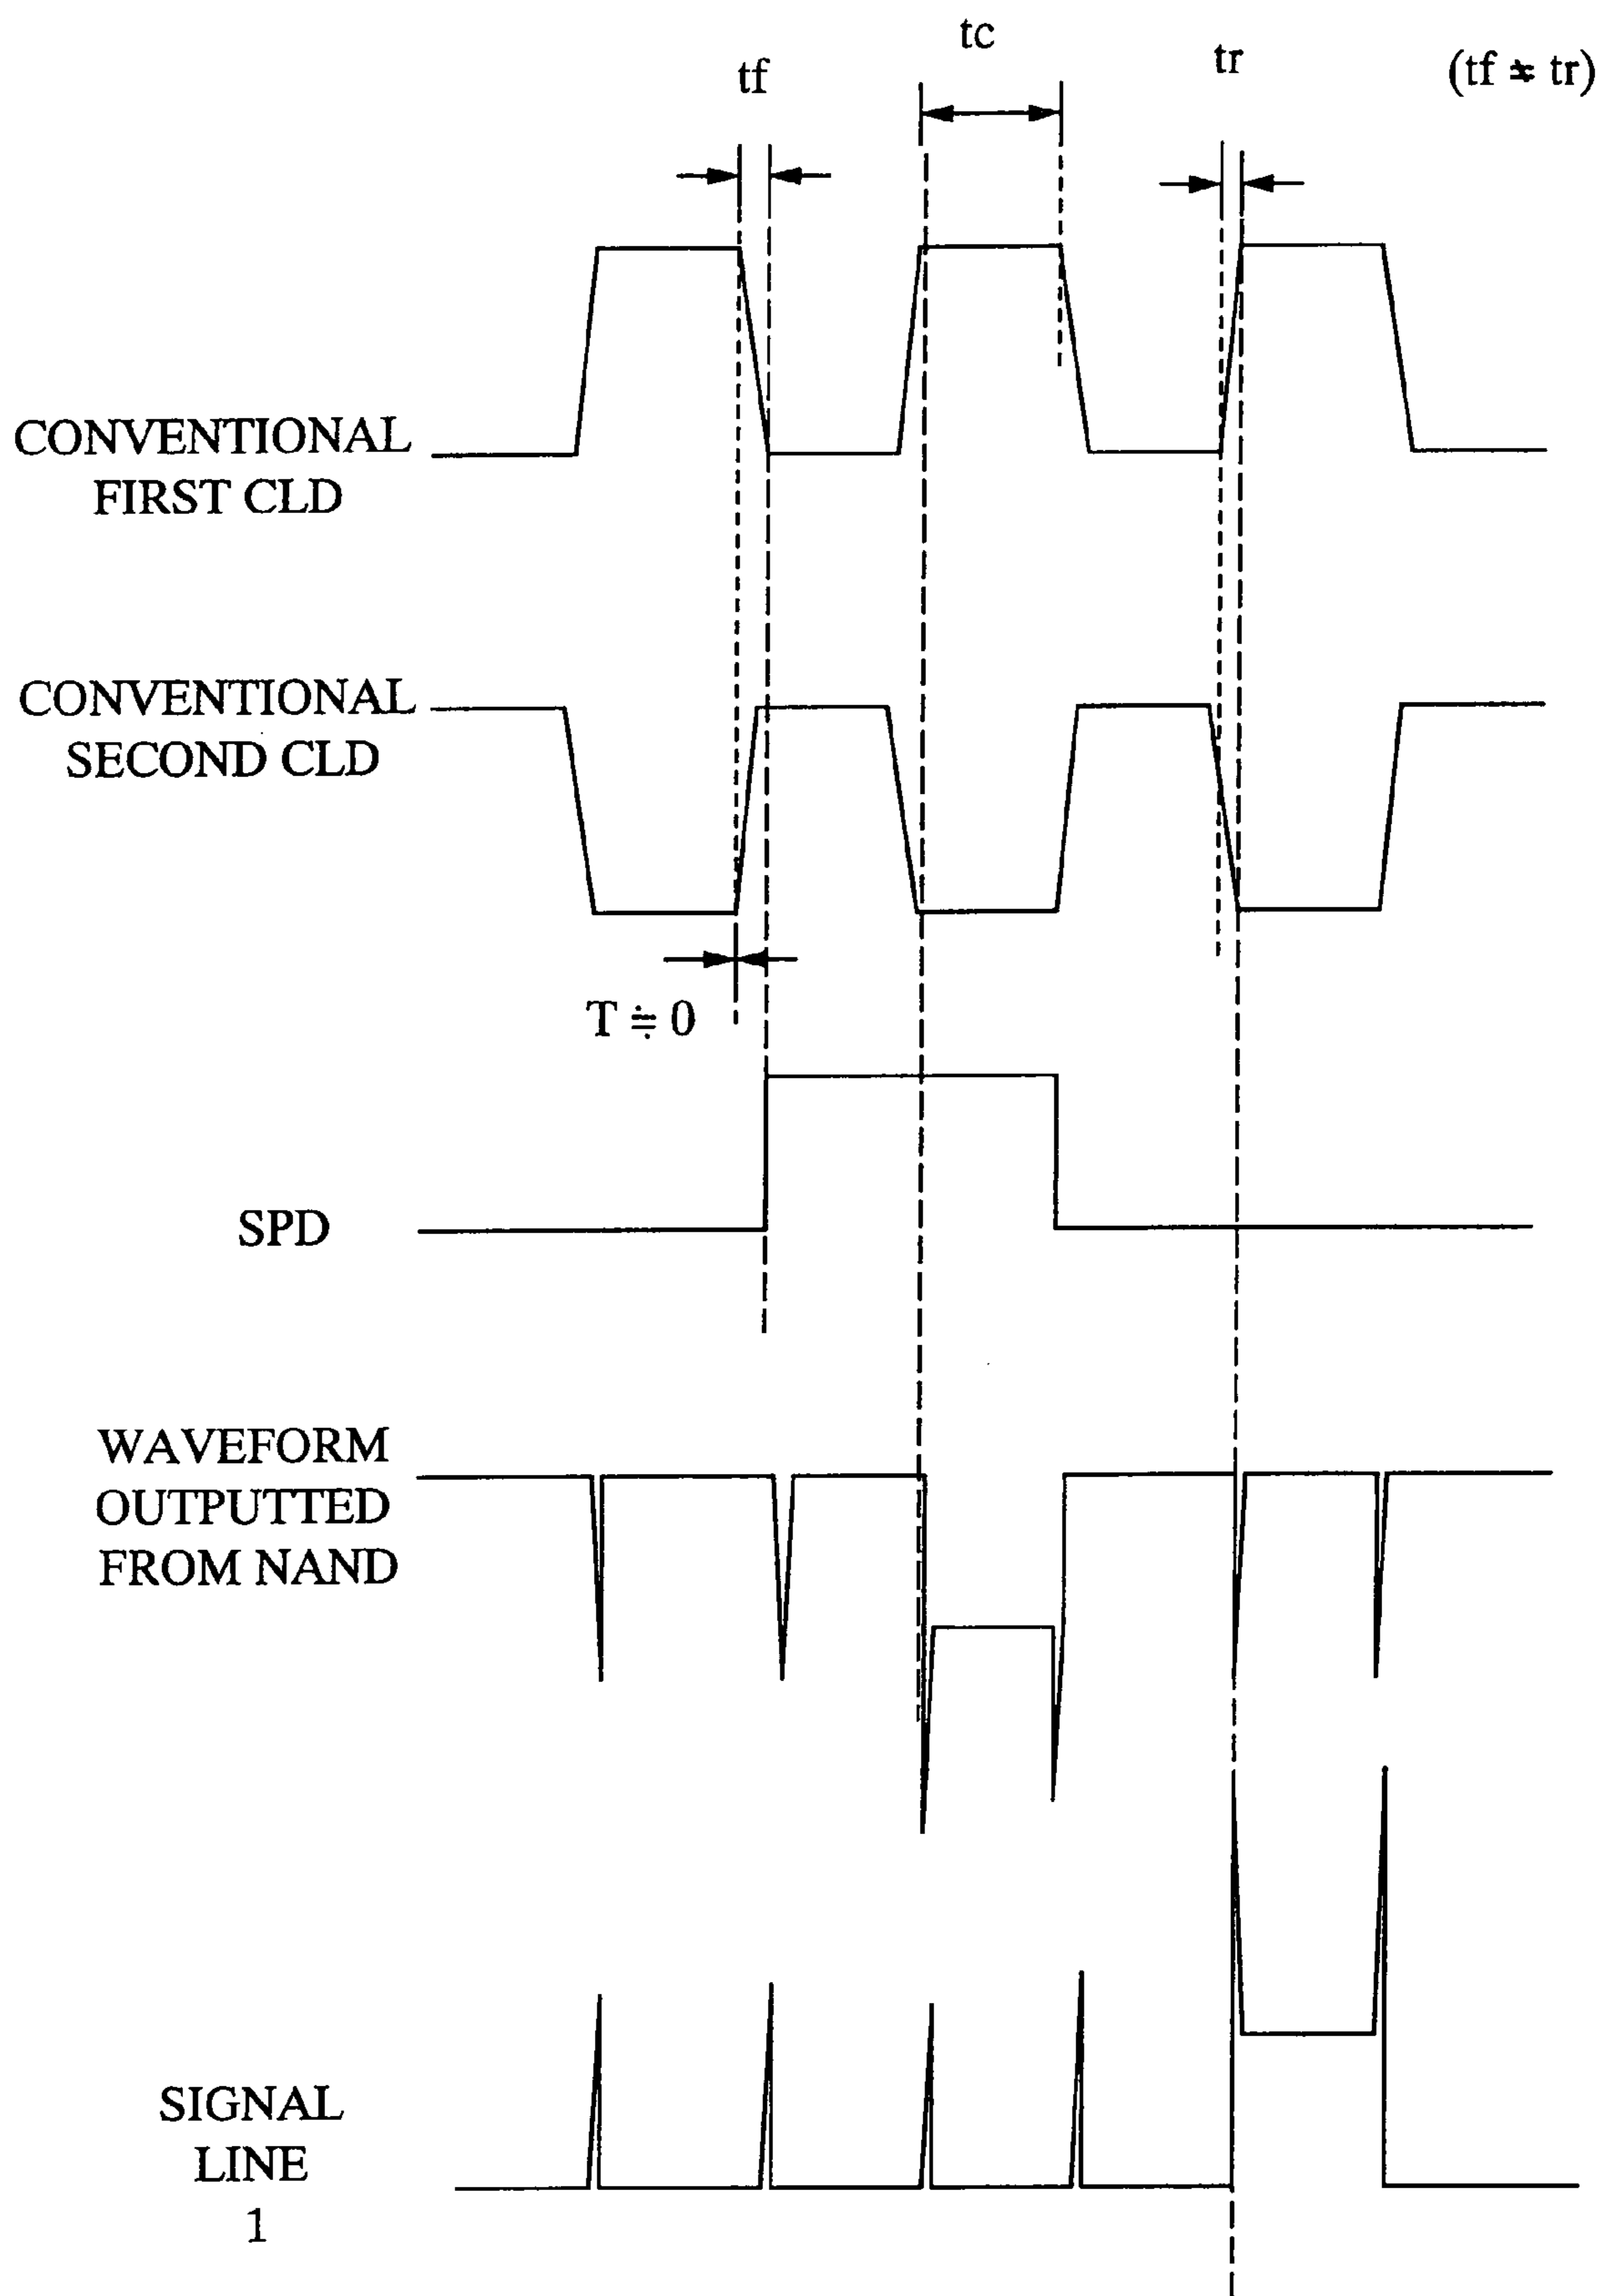 tc
tf
tr
(tf ≠ tr)
CONVENTIONAL
FIRST CLD
CONVENTIONAL
SECOND CLD
T ≒ 0
SPD
WAVEFORM
OUTPUTTED
FROM NAND
SIGNAL
LINE
1